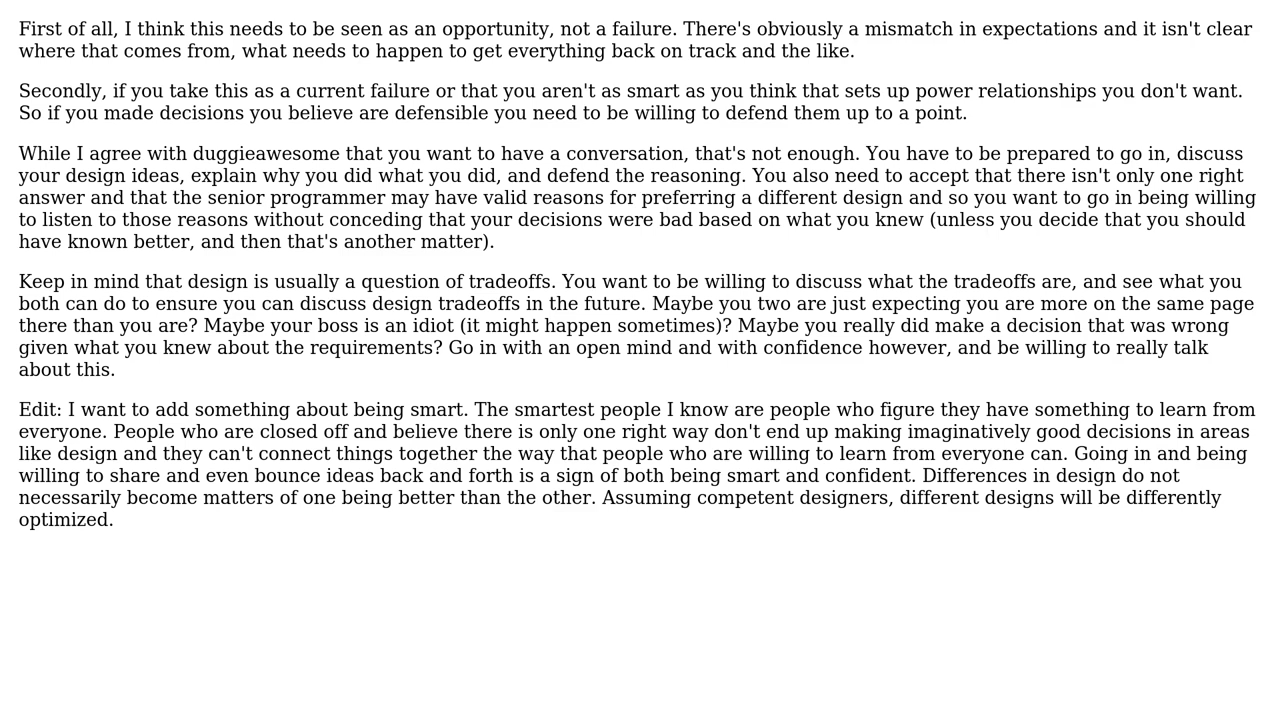 First of all, I think this needs to be seen as an opportunity, not a failure. There's obviously a mismatch in expectations and it isn't clear
where that comes from, what needs to happen to get everything back on track and the like.
Secondly, if you take this as a current failure or that you aren't as smart as you think that sets up power relationships you don't want.
So if you made decisions you believe are defensible you need to be willing to defend them up to a point.
While I agree with duggieawesome that you want to have a conversation, that's not enough. You have to be prepared to go in, discuss
your design ideas, explain why you did what you did, and defend the reasoning. You also need to accept that there isn't only one right
answer and that the senior programmer may have valid reasons for preferring a different design and so you want to go in being willing
to listen to those reasons without conceding that your decisions were bad based on what you knew (unless you decide that you should
have known better, and then that's another matter).
Keep in mind that design is usually a question of tradeoffs. You want to be willing to discuss what the tradeoffs are, and see what you
both can do to ensure you can discuss design tradeoffs in the future. Maybe you two are just expecting you are more on the same page
there than you are? Maybe your boss is an idiot (it might happen sometimes)? Maybe you really did make a decision that was wrong
given what you knew about the requirements? Go in with an open mind and with confidence however, and be willing to really talk
about this.
Edit: I want to add something about being smart. The smartest people I know are people who figure they have something to learn from
everyone. People who are closed off and believe there is only one right way don't end up making imaginatively good decisions in areas
like design and they can't connect things together the way that people who are willing to learn from everyone can. Going in and being
willing to share and even bounce ideas back and forth is a sign of both being smart and confident. Differences in design do not
necessarily become matters of one being better than the other. Assuming competent designers, different designs will be differently
optimized.